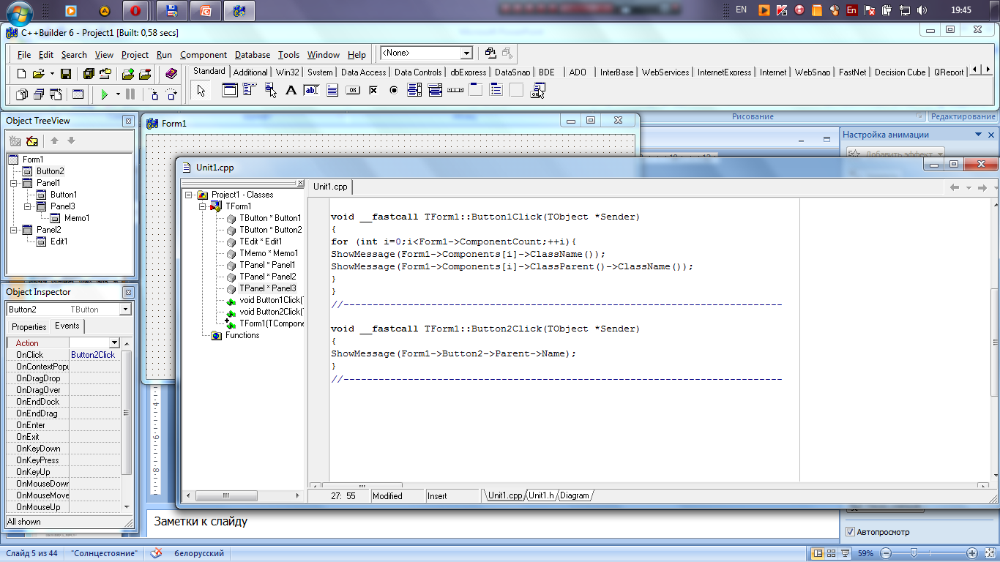 EN
En
19:45
C++Builder 6 - Project1 [Built: 0,58 secs]
File Edit Search View Project Run Component Database Tools Window Help
<None>
Standard Additional Win32 System Data Access Data Controls dbExpress DataSnap BDE ADO InterBase WebServices InternetExpress Internet WebSnap FastNet Decision Cube QReport
Рисование
Редактирование
Object TreeView
Form1
Button2
Panel1
Button1
Panel3
Memo1
Panel2
Edit1
Form1
Настройка анимации
Добавить эффект
Unit1.cpp
Project1 - Classes
TForm1
TButton * Button1
TButton * Button2
TEdit * Edit1
TMemo * Memo1
TPanel * Panel1
TPanel * Panel2
TPanel * Panel3
void Button1Click(
void Button2Click(
TForm1(TCompone
Functions
Unit1.cpp
void __fastcall TForm1::Button1Click(TObject *Sender)
{
for (int i=0;i<Form1->ComponentCount;++i){
ShowMessage(Form1->Components[i]->ClassName());
ShowMessage(Form1->Components[i]->ClassParent()->ClassName());
}
}
//---------------------------------------------------------------------------
void __fastcall TForm1::Button2Click(TObject *Sender)
{
ShowMessage(Form1->Button2->Parent->Name);
}
//---------------------------------------------------------------------------
27: 55 Modified Insert Unit1.cpp Unit1.h Diagram
Object Inspector
Button2 TButton
Properties Events
Action
OnClick Button2Click
OnContextPopu
OnDragDrop
OnDragOver
OnEndDock
OnEndDrag
OnEnter
OnExit
OnKeyDown
OnKeyPress
OnKeyUp
OnMouseDown
OnMouseMove
OnMouseUp
All shown
Заметки к слайду
Автопросмотр
Слайд 5 из 44 "Солнцестояние" белорусский 59%